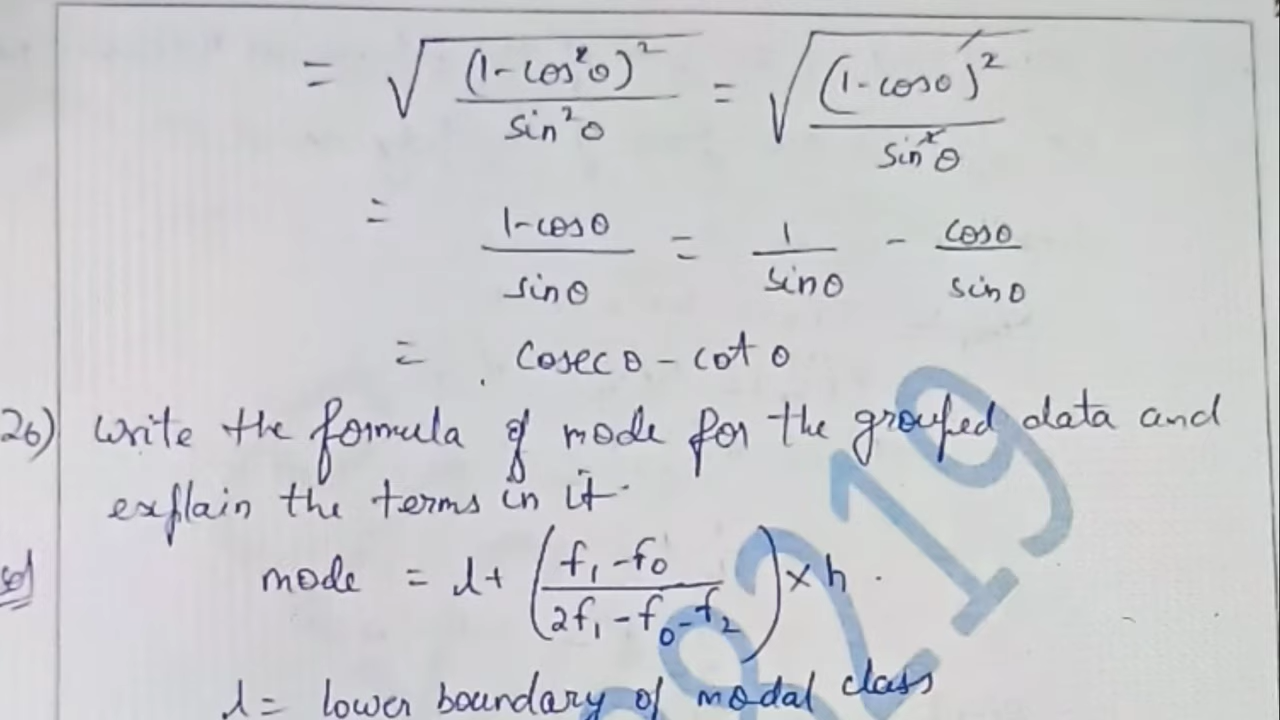 = √((1-cos²θ)²/sin²θ) = √((1-cosθ)²/sin²θ)
= (1-cosθ)/sinθ = 1/sinθ - cosθ/sinθ
= cosecθ - cotθ
26) Write the formula of mode for the grouped data and
explain the terms in it.
mode = l + ((f₁-f₀)/(2f₁-f₀-f₂)) × h.
l = lower boundary of modal class
8219